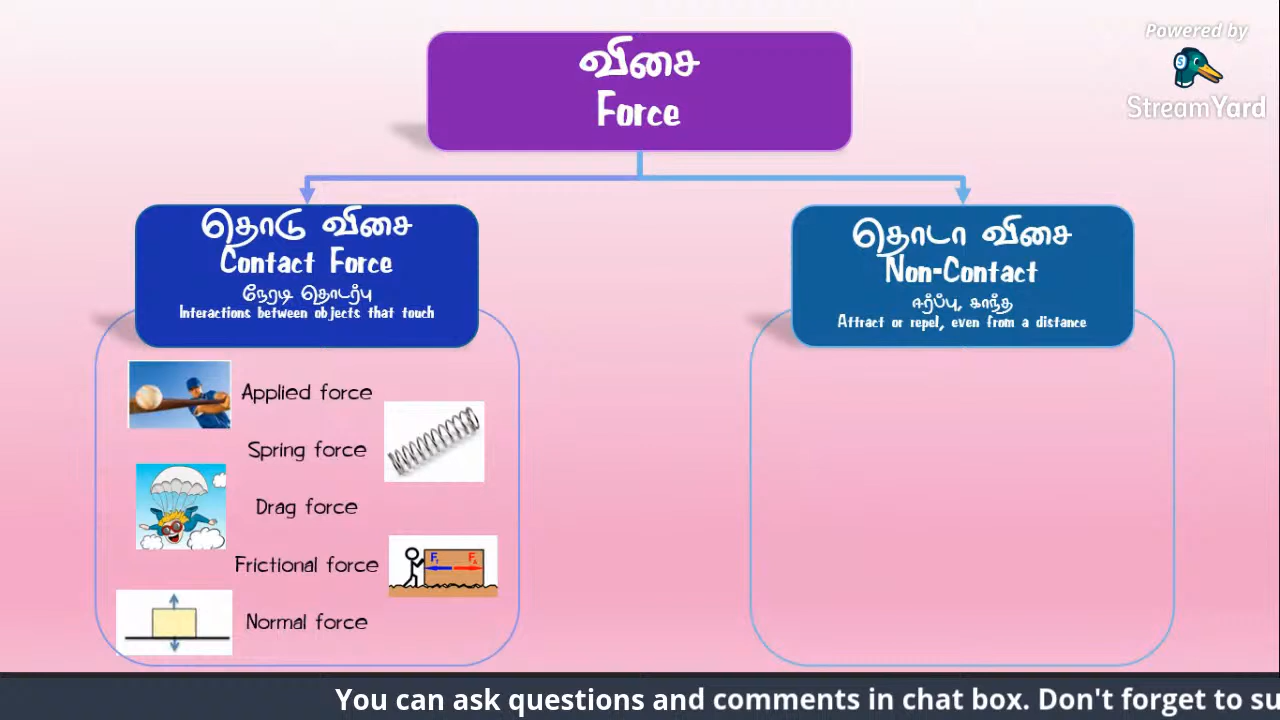 Powered by
StreamYard
விசை
Force
தொடு விசை
Contact Force
நேரடி தொடர்பு
Interactions between objects that touch
தொடா விசை
Non-Contact
ஈர்ப்பு, காந்த
Attract or repel, even from a distance
Applied force
Spring force
Drag force
Frictional force
Normal force
You can ask questions and comments in chat box. Don't forget to su